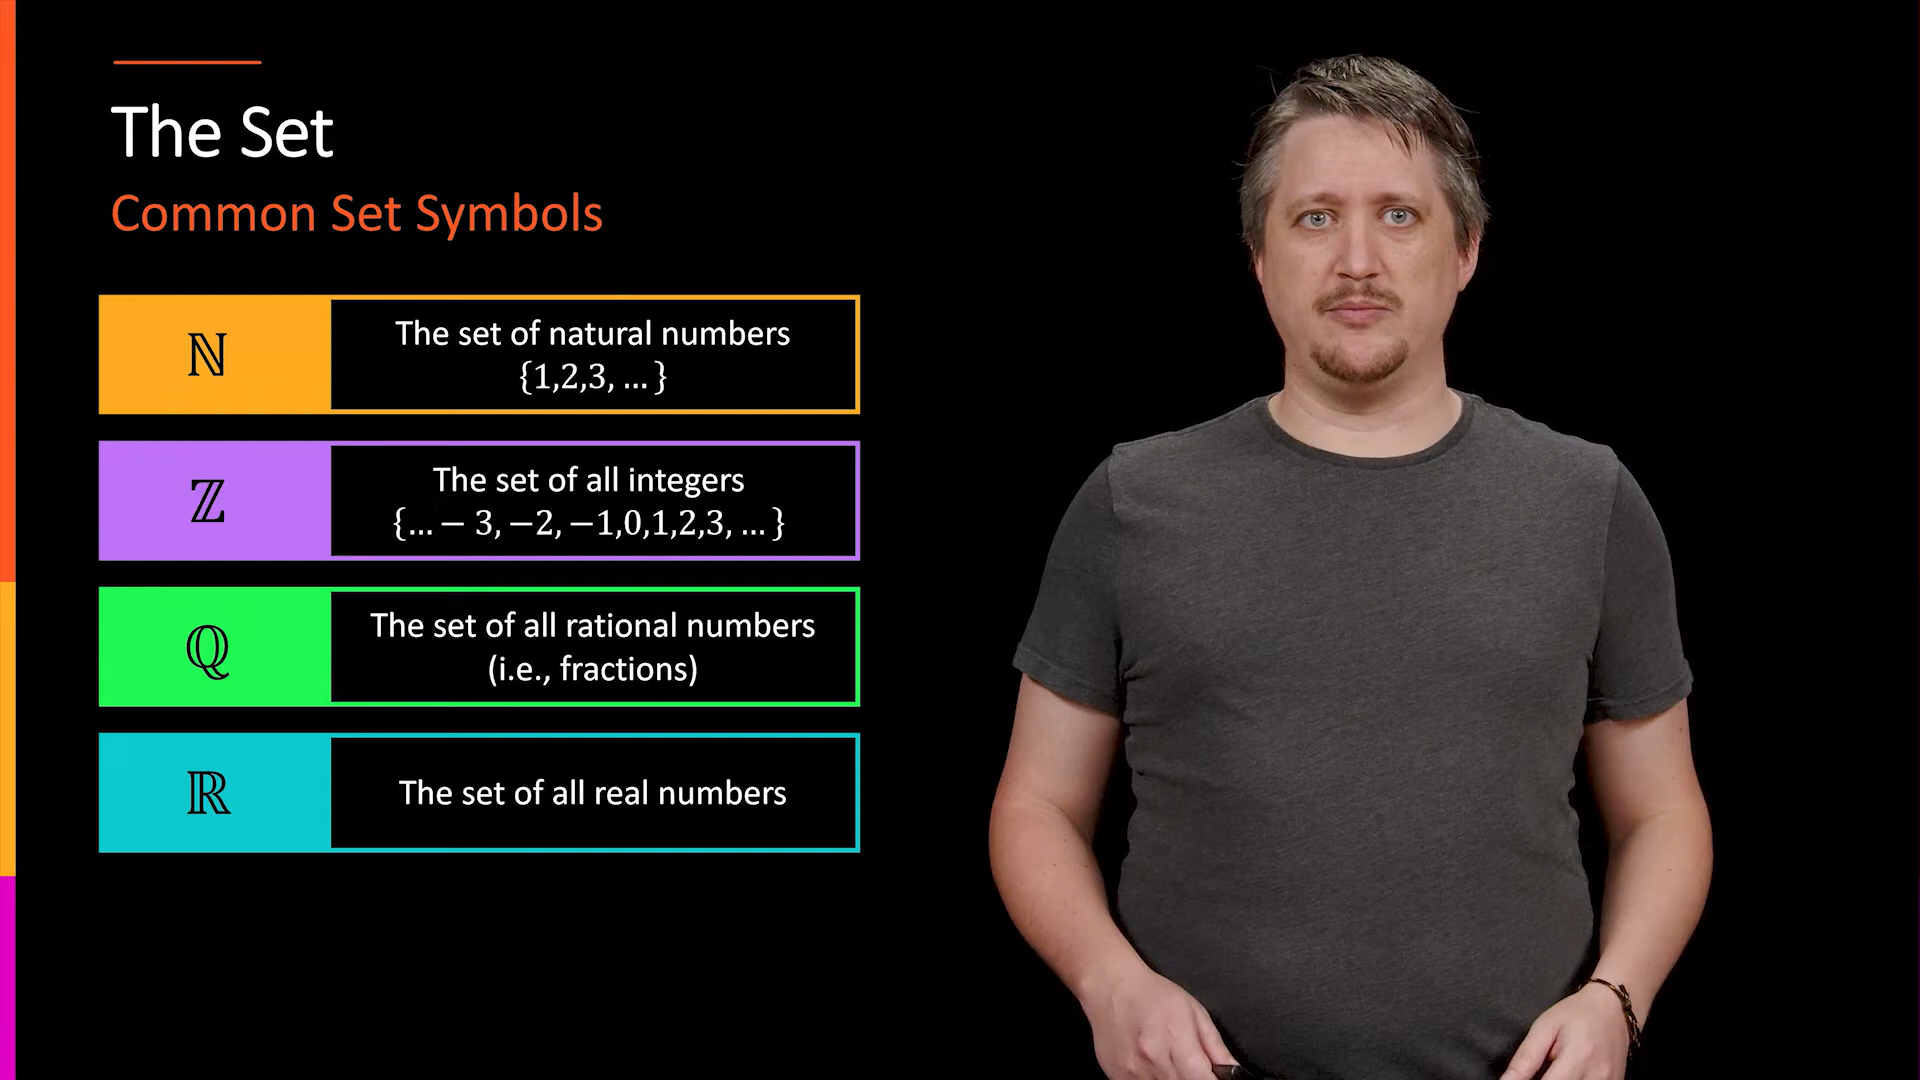 The Set
Common Set Symbols
ℕ
The set of natural numbers
{1,2,3, … }
ℤ
The set of all integers
{… − 3, −2, −1,0,1,2,3, … }
ℚ
The set of all rational numbers
(i.e., fractions)
ℝ
The set of all real numbers